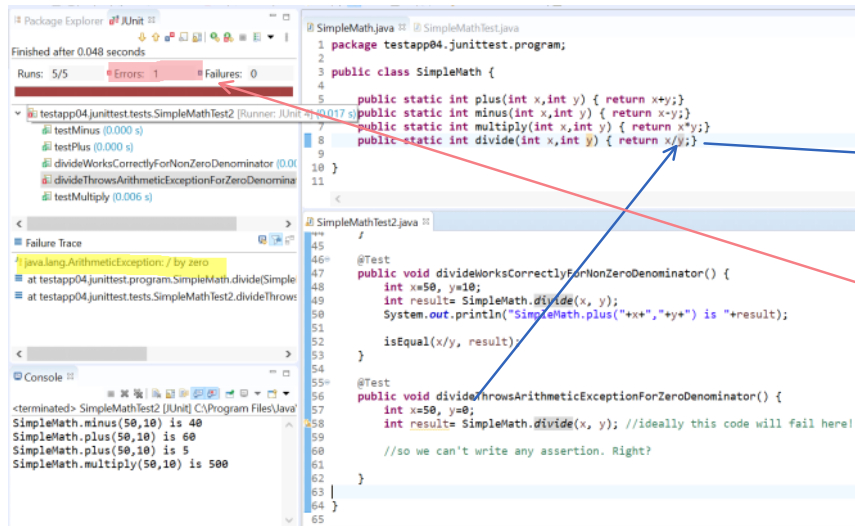 Package Explorer JUnit
Finished after 0.048 seconds
Runs: 5/5 Errors: 1 Failures: 0
testapp04.junittest.tests.SimpleMathTest2 [Runner: JUnit 4] (0.017 s)
testMinus (0.000 s)
testPlus (0.000 s)
divideWorksCorrectlyForNonZeroDenominator (0.00
divideThrowsArithmeticExceptionForZeroDenomina
testMultiply (0.006 s)
Failure Trace
java.lang.ArithmeticException: / by zero
at testapp04.junittest.program.SimpleMath.divide(Simple
at testapp04.junittest.tests.SimpleMathTest2.divideThrows
Console
<terminated> SimpleMathTest2 [JUnit] C:\Program Files\Java\
SimpleMath.minus(50,10) is 40
SimpleMath.plus(50,10) is 60
SimpleMath.plus(50,10) is 5
SimpleMath.multiply(50,10) is 500
SimpleMath.java SimpleMathTest.java
1 package testapp04.junittest.program;
2
3 public class SimpleMath {
4
5 public static int plus(int x,int y) { return x+y;}
6 public static int minus(int x,int y) { return x-y;}
7 public static int multiply(int x,int y) { return x*y;}
8 public static int divide(int x,int y) { return x/y;}
9
10 }
11
SimpleMathTest2.java
44 }
45
46 @Test
47 public void divideWorksCorrectlyForNonZeroDenominator() {
48 int x=50, y=10;
49 int result= SimpleMath.divide(x, y);
50 System.out.println("SimpleMath.plus("+x+","+y+") is "+result);
51
52 isEqual(x/y, result);
53 }
54
55 @Test
56 public void divideThrowsArithmeticExceptionForZeroDenominator() {
57 int x=50, y=0;
58 int result= SimpleMath.divide(x, y); //ideally this code will fail here!
59
60 //so we can't write any assertion. Right?
61
62 }
63
64 }
65